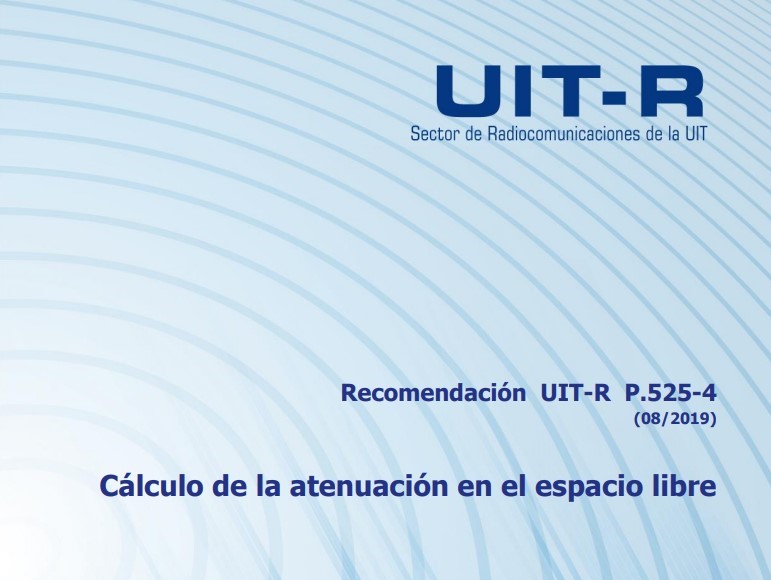 UIT-R
Sector de Radiocomunicaciones de la UIT
Recomendación UIT-R P.525-4
(08/2019)
Cálculo de la atenuación en el espacio libre